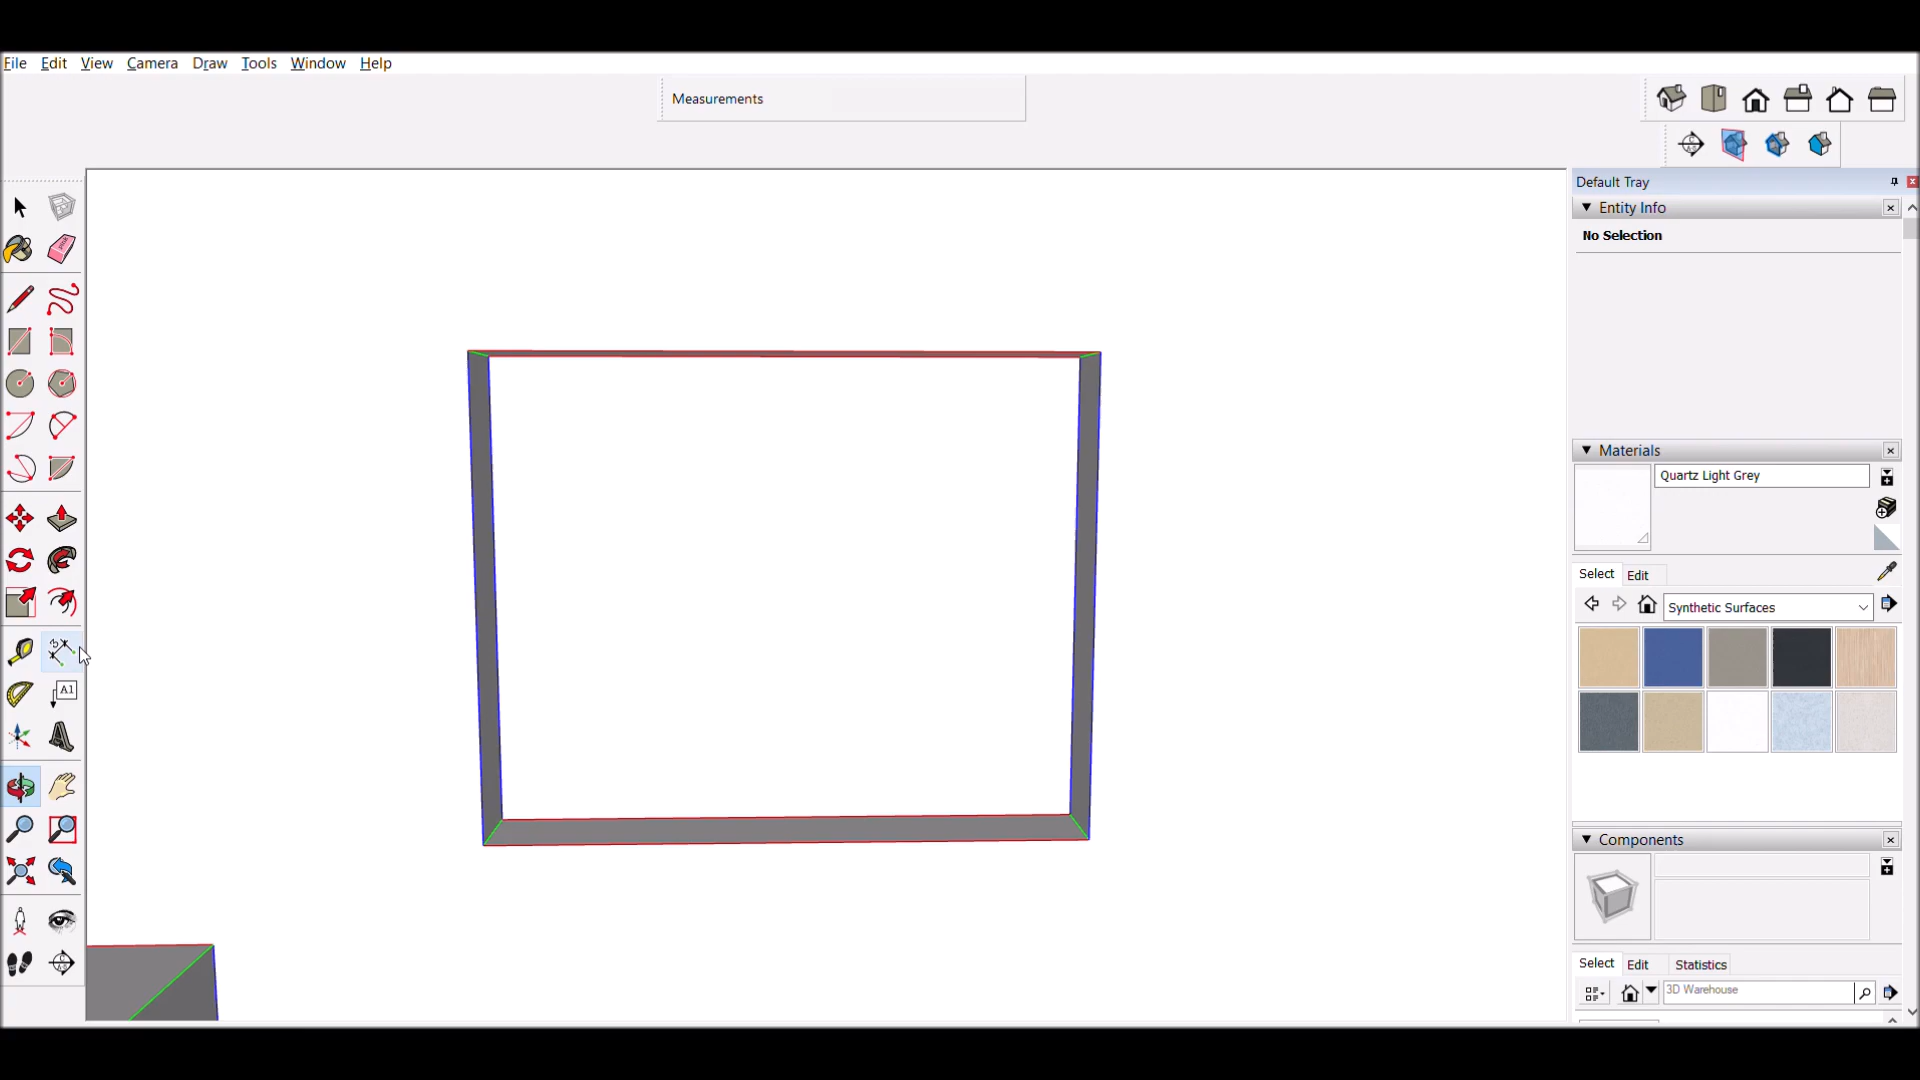 File Edit View Camera Draw Tools Window Help
Measurements
Default Tray
Entity Info
No Selection
Materials
Quartz Light Grey
Select Edit
Synthetic Surfaces
A1
Components
Select Edit Statistics
3D Warehouse